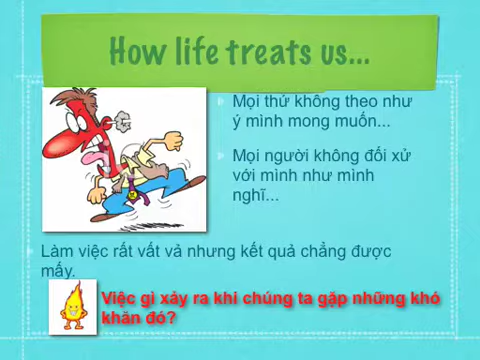 How life treats us...
Mọi thứ không theo như
ý mình mong muốn...
Mọi người không đối xử
với mình như mình
nghĩ...
Làm việc rất vất vả nhưng kết quả chẳng được
mấy.
Việc gì xảy ra khi chúng ta gặp những khó
khăn đó?